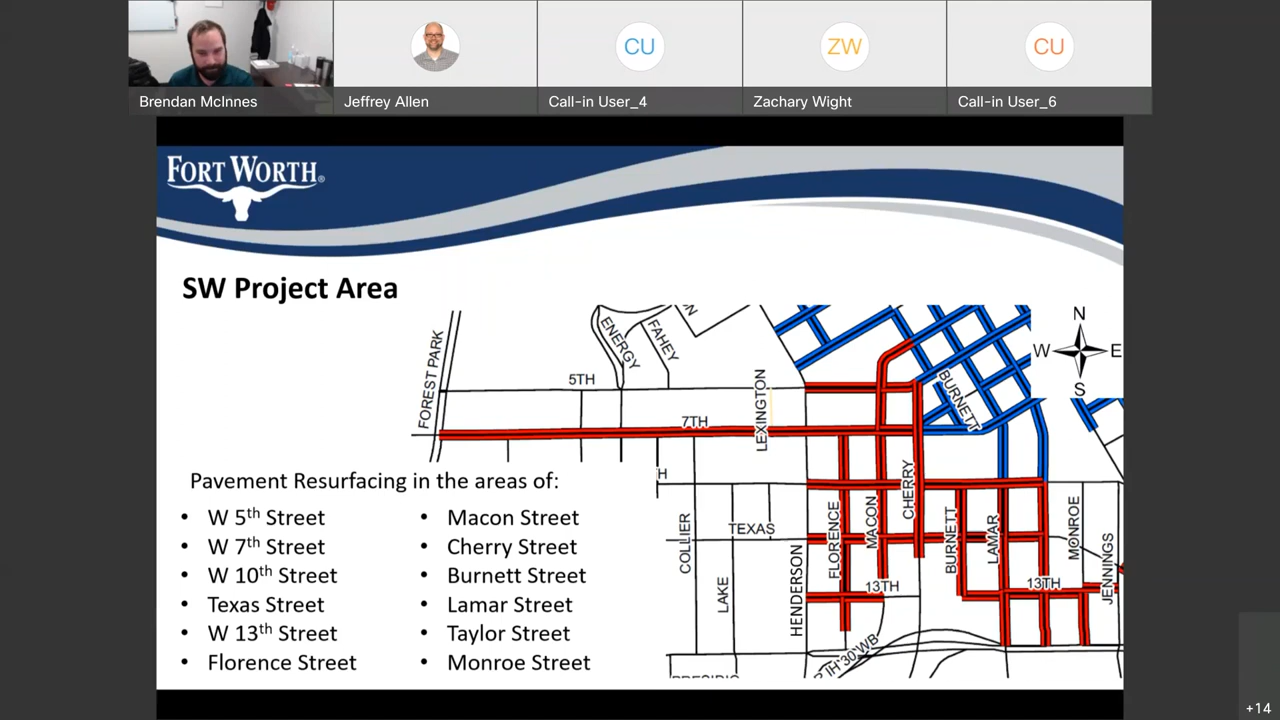 CU
ZW
CU
Brendan McInnes
Jeffrey Allen
Call-in User_4
Zachary Wight
Call-in User_6
FORT WORTH®
SW Project Area
N
W
E
S
FOREST PARK
ENERGY
FAHEY
5TH
LEXINGTON
7TH
BURNETT
Pavement Resurfacing in the areas of:
• W 5th Street
• W 7th Street
• W 10th Street
• Texas Street
• W 13th Street
• Florence Street
• Macon Street
• Cherry Street
• Burnett Street
• Lamar Street
• Taylor Street
• Monroe Street
H
COLLIER
TEXAS
LAKE
HENDERSON
FLORENCE
MACON
CHERRY
BURNETT
LAMAR
MONROE
JENNINGS
13TH
13TH
30 WB
+14